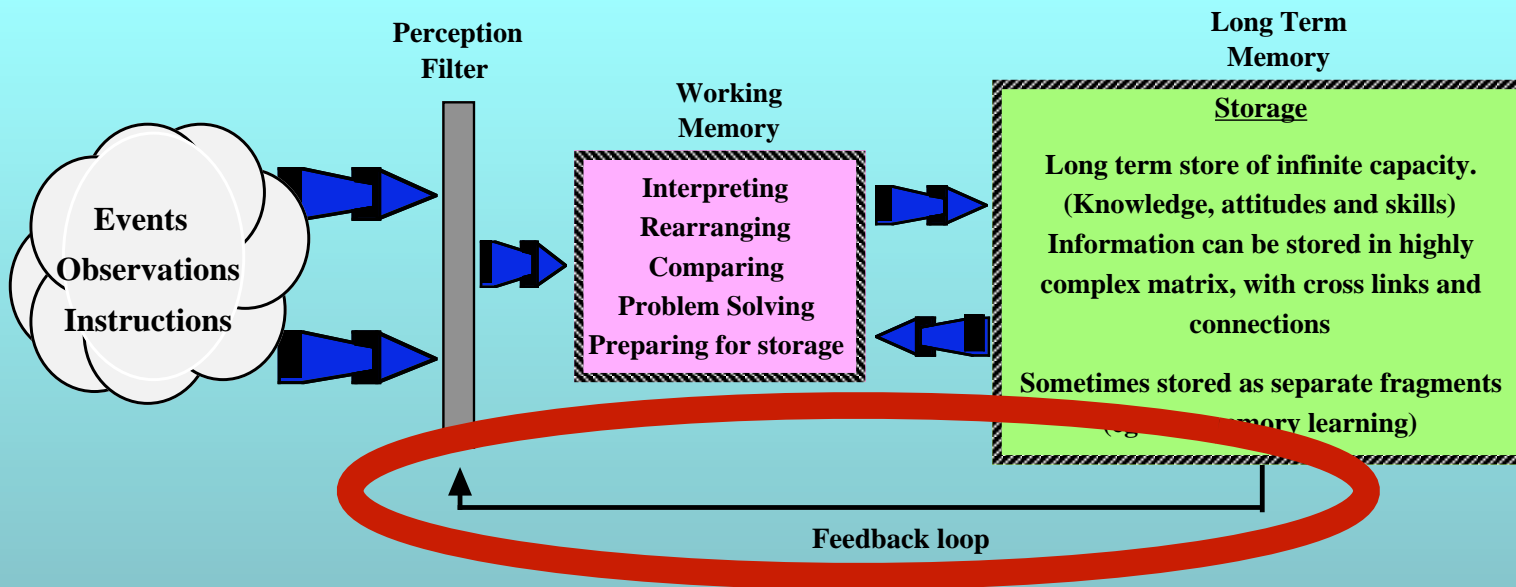 Perception
Filter
Working
Memory
Long Term
Memory
Events
Observations
Instructions
Interpreting
Rearranging
Comparing
Problem Solving
Preparing for storage
Storage
Long term store of infinite capacity.
(Knowledge, attitudes and skills)
Information can be stored in highly
complex matrix, with cross links and
connections
Sometimes stored as separate fragments
learning)
Feedback loop